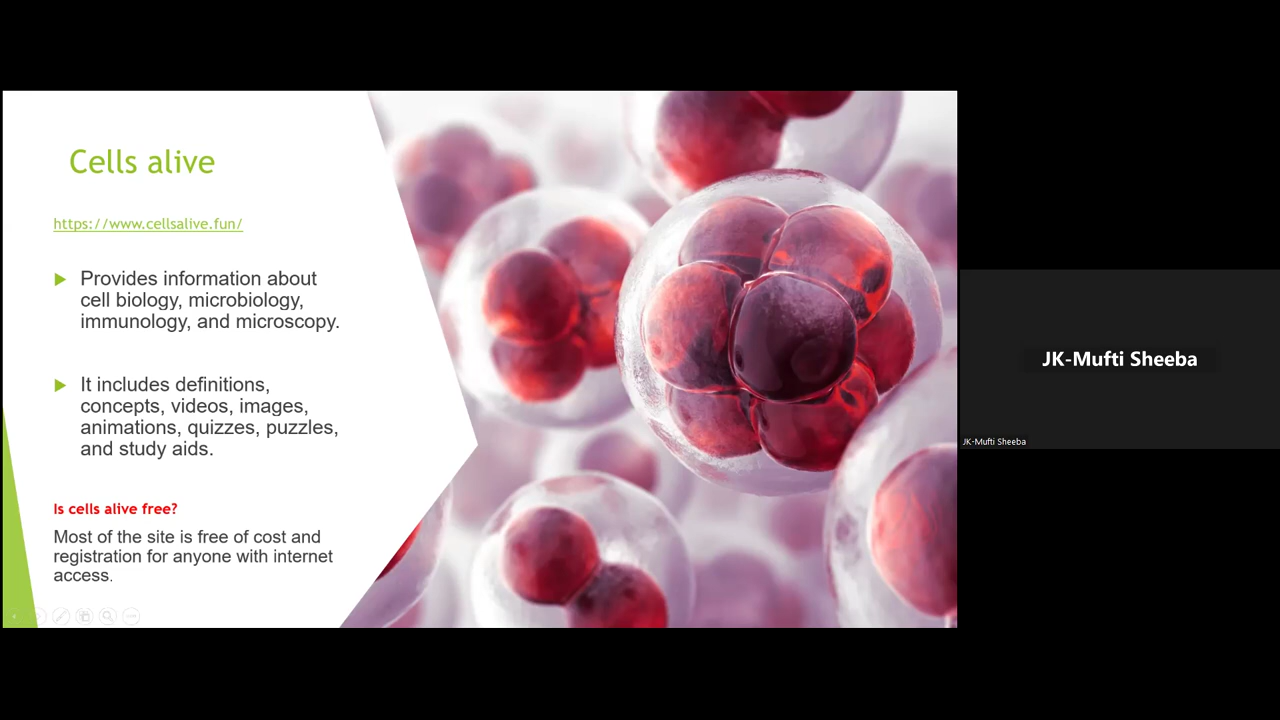 Cells alive
https://www.cellsalive.fun/
Provides information about
cell biology, microbiology,
immunology, and microscopy.
It includes definitions,
concepts, videos, images,
animations, quizzes, puzzles,
and study aids.
Is cells alive free?
Most of the site is free of cost and
registration for anyone with internet
access.
JK-Mufti Sheeba
JK-Mufti Sheeba